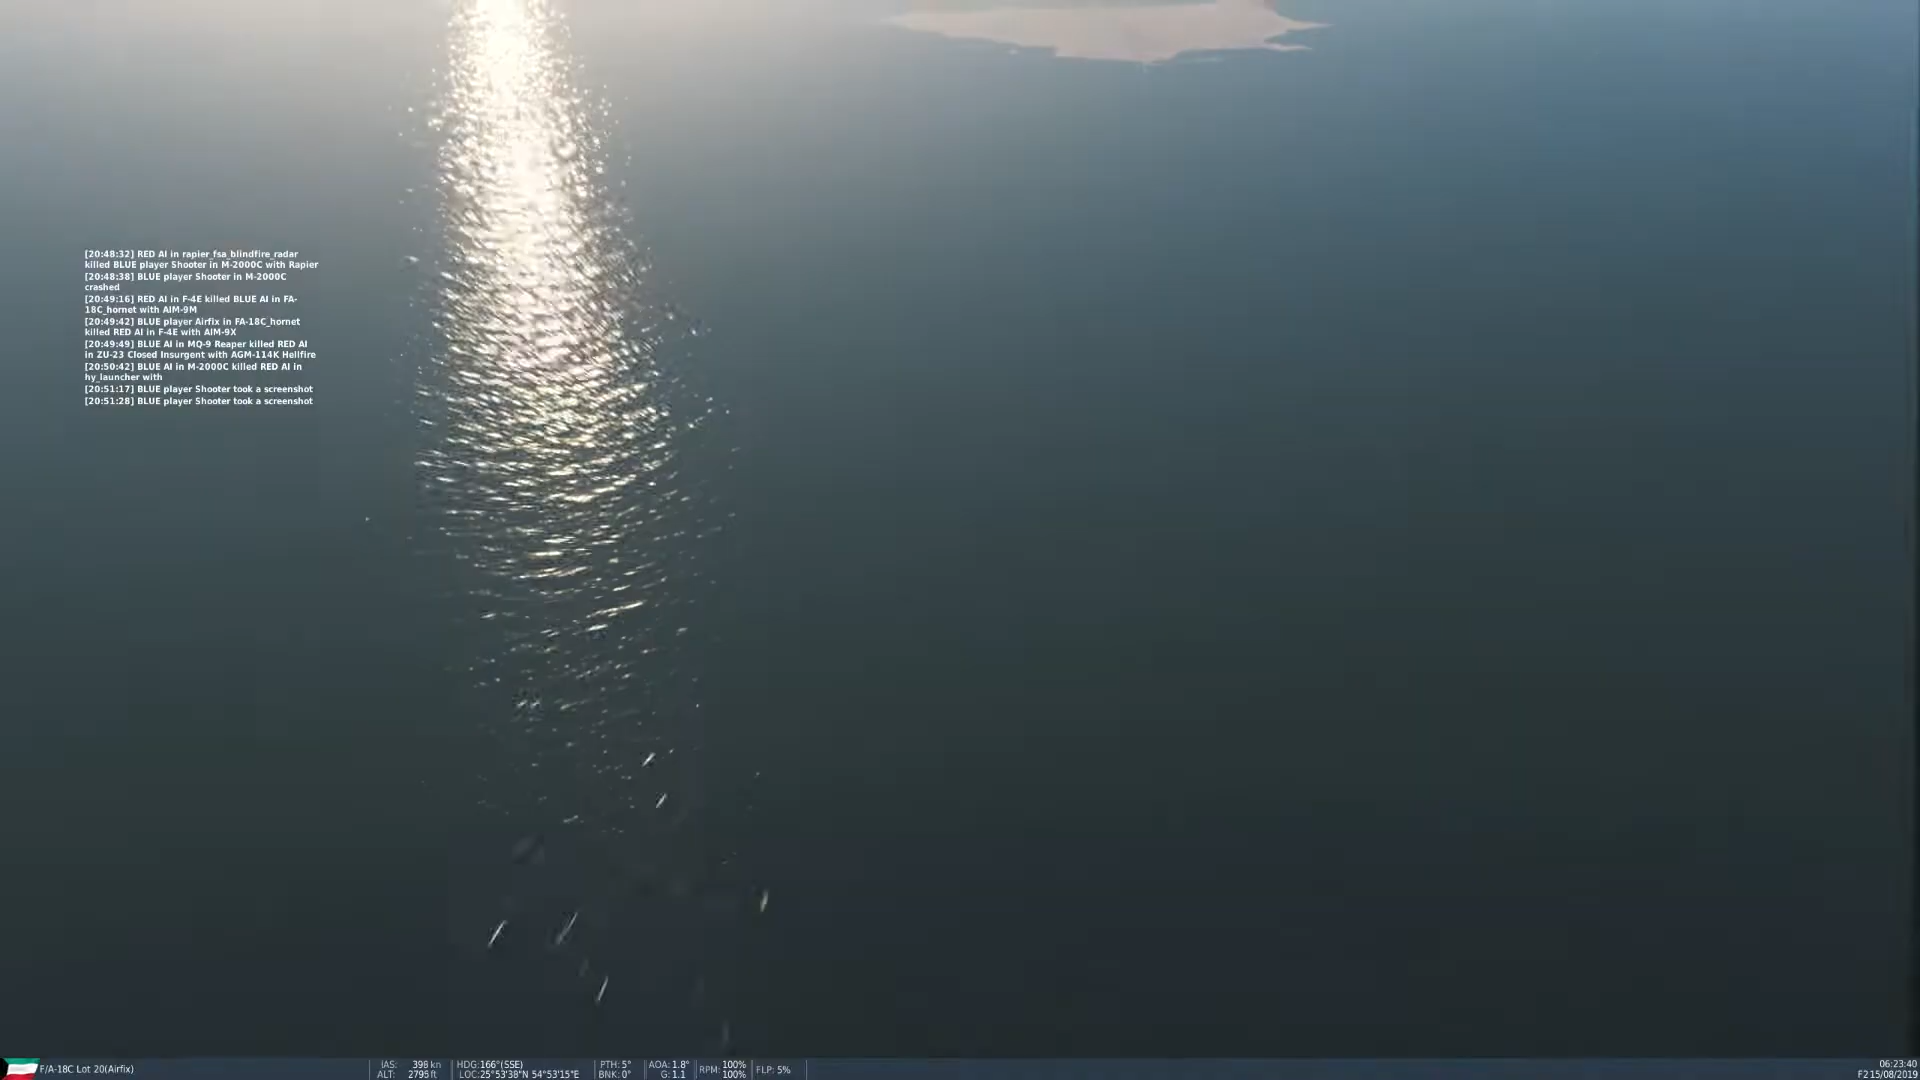 [20:48:32] RED AI in rapier_fsa_blindfire_radar
killed BLUE player Shooter in M-2000C with Rapier
[20:48:38] BLUE player Shooter in M-2000C
crashed
[20:49:16] RED AI in F-4E killed BLUE AI in FA-
18C_hornet with AIM-9M
[20:49:42] BLUE player Airfix in FA-18C_hornet
killed RED AI in F-4E with AIM-9X
[20:49:49] BLUE AI in MQ-9 Reaper killed RED AI
in ZU-23 Closed Insurgent with AGM-114K Hellfire
[20:50:42] BLUE AI in M-2000C killed RED AI in
hy_launcher with
[20:51:17] BLUE player Shooter took a screenshot
[20:51:28] BLUE player Shooter took a screenshot
F/A-18C Lot 20(Airfix)
IAS: 398 kn
ALT: 2795 ft
HDG:166°(SSE)
LOC:25°53'38"N 54°53'15"E
PTH: 5°
BNK: 0°
AOA: 1.8°
G: 1.1
RPM: 100%
100%
FLP: 5%
06:23:40
F2 15/08/2019